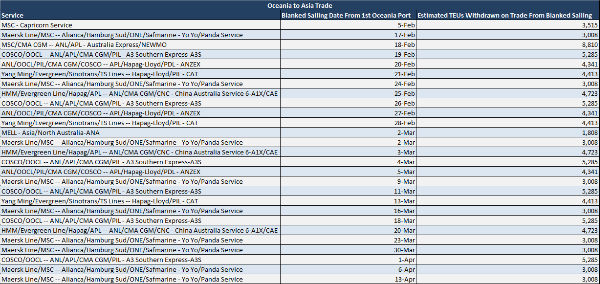 Oceania to Asia Trade
Service Blanked Sailing Date From 1st Oceania Port Estimated TEUs Withdrawn on Trade From Blanked Sailing
MSC - Capricorn Service 5-Feb 3,515
Maersk Line/MSC -- Alianca/Hamburg Sud/ONE/Safmarine - Yo Yo/Panda Service 17-Feb 3,008
MSC/CMA CGM -- ANL/APL - Australia Express/NEWMO 18-Feb 8,810
COSCO/OOCL -- ANL/APL/CMA CGM/PIL - A3 Southern Express-A3S 19-Feb 5,285
ANL/OOCL/PIL/CMA CGM/COSCO -- APL/Hapag-Lloyd/PDL - ANZEX 20-Feb 4,341
Yang Ming/Evergreen/Sinotrans/TS Lines -- Hapag-Lloyd/PIL - CAT 21-Feb 4,413
Maersk Line/MSC -- Alianca/Hamburg Sud/ONE/Safmarine - Yo Yo/Panda Service 24-Feb 3,008
HMM/Evergreen Line/Hapag/APL -- ANL/CMA CGM/CNC - China Australia Service 6-A1X/CAE 25-Feb 4,723
COSCO/OOCL -- ANL/APL/CMA CGM/PIL - A3 Southern Express-A3S 26-Feb 5,285
ANL/OOCL/PIL/CMA CGM/COSCO -- APL/Hapag-Lloyd/PDL - ANZEX 27-Feb 4,341
Yang Ming/Evergreen/Sinotrans/TS Lines -- Hapag-Lloyd/PIL - CAT 28-Feb 4,413
MELL - Asia/North Australia-ANA 2-Mar 1,808
Maersk Line/MSC -- Alianca/Hamburg Sud/ONE/Safmarine - Yo Yo/Panda Service 2-Mar 3,008
HMM/Evergreen Line/Hapag/APL -- ANL/CMA CGM/CNC - China Australia Service 6-A1X/CAE 3-Mar 4,723
COSCO/OOCL -- ANL/APL/CMA CGM/PIL - A3 Southern Express-A3S 4-Mar 5,285
ANL/OOCL/PIL/CMA CGM/COSCO -- APL/Hapag-Lloyd/PDL - ANZEX 5-Mar 4,341
Maersk Line/MSC -- Alianca/Hamburg Sud/ONE/Safmarine - Yo Yo/Panda Service 9-Mar 3,008
COSCO/OOCL -- ANL/APL/CMA CGM/PIL - A3 Southern Express-A3S 11-Mar 5,285
Yang Ming/Evergreen/Sinotrans/TS Lines -- Hapag-Lloyd/PIL - CAT 13-Mar 4,413
Maersk Line/MSC -- Alianca/Hamburg Sud/ONE/Safmarine - Yo Yo/Panda Service 16-Mar 3,008
COSCO/OOCL -- ANL/APL/CMA CGM/PIL - A3 Southern Express-A3S 18-Mar 5,285
HMM/Evergreen Line/Hapag/APL -- ANL/CMA CGM/CNC - China Australia Service 6-A1X/CAE 20-Mar 4,723
Maersk Line/MSC -- Alianca/Hamburg Sud/ONE/Safmarine - Yo Yo/Panda Service 23-Mar 3,008
Maersk Line/MSC -- Alianca/Hamburg Sud/ONE/Safmarine - Yo Yo/Panda Service 30-Mar 3,008
COSCO/OOCL -- ANL/APL/CMA CGM/PIL - A3 Southern Express-A3S 1-Apr 5,285
Maersk Line/MSC -- Alianca/Hamburg Sud/ONE/Safmarine - Yo Yo/Panda Service 6-Apr 3,008
Maersk Line/MSC -- Alianca/Hamburg Sud/ONE/Safmarine - Yo Yo/Panda Service 13-Apr 3,008